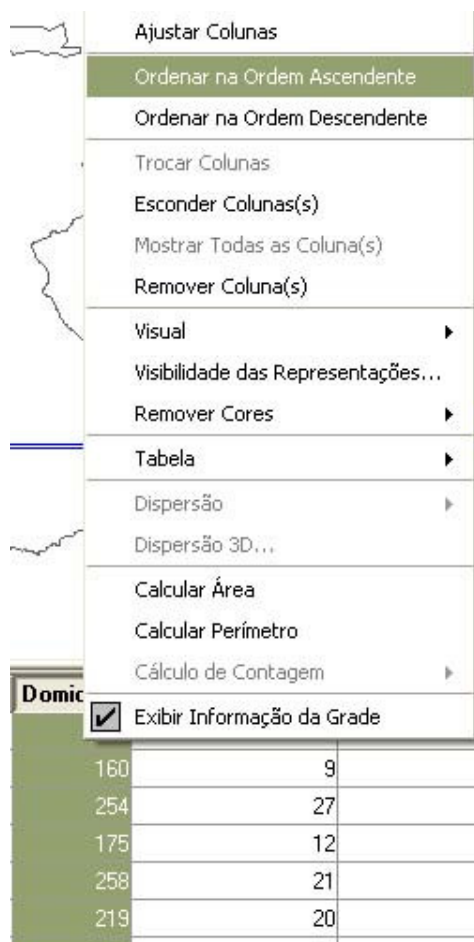 Ajustar Colunas
Ordenar na Ordem Ascendente
Ordenar na Ordem Descendente
Trocar Colunas
Esconder Colunas(s)
Mostrar Todas as Coluna(s)
Remover Coluna(s)
Visual
Visibilidade das Representações...
Remover Cores
Tabela
Dispersão
Dispersão 3D...
Calcular Área
Calcular Perímetro
Cálculo de Contagem
Exibir Informação da Grade
Domic
160 9
254 27
175 12
258 21
219 20